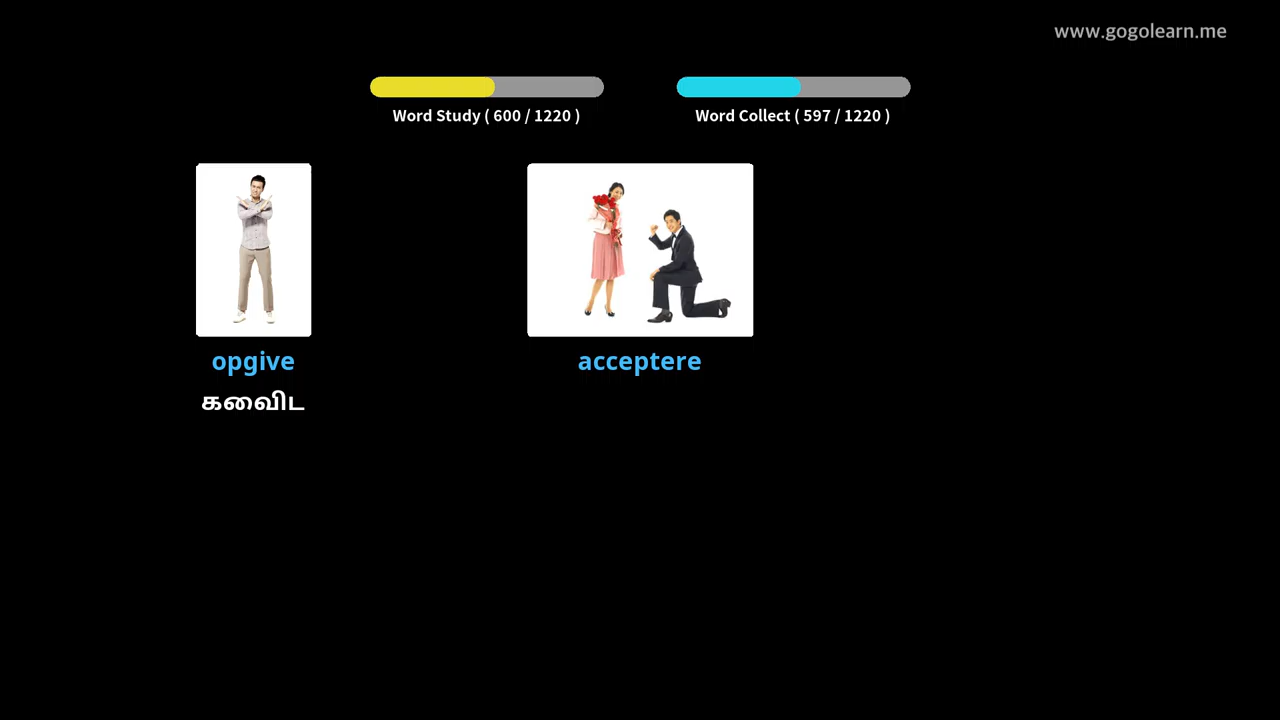 www.gogolearn.me
Word Study ( 600 / 1220 )
Word Collect ( 597 / 1220 )
opgive
acceptere
கைவிட